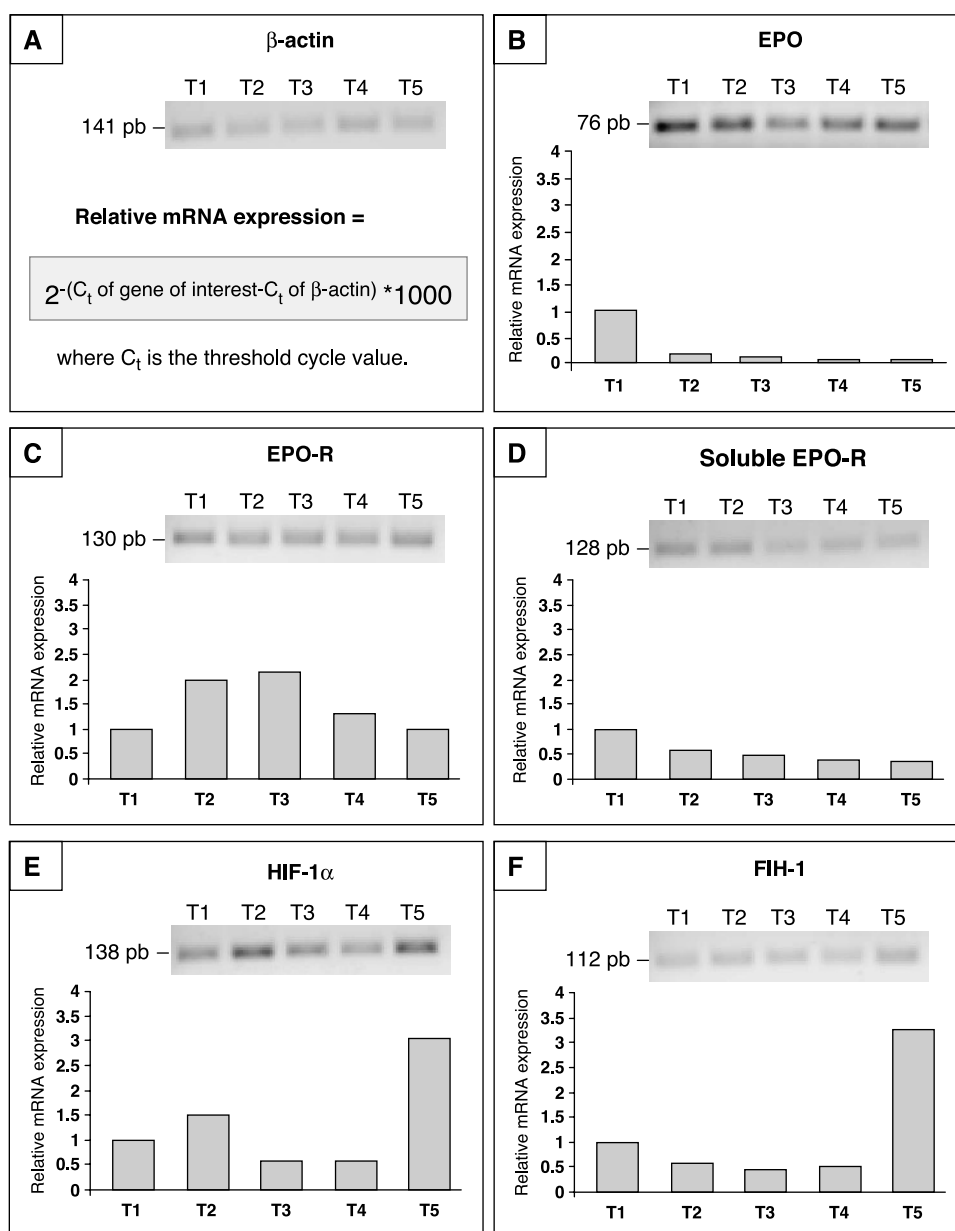 A
β-actin
T1 T2 T3 T4 T5
141 pb
Relative mRNA expression =
2-(Ct of gene of interest-Ct of β-actin) *1000
where Ct is the threshold cycle value.
B
EPO
T1 T2 T3 T4 T5
76 pb
Relative mRNA expression
4
3.5
3
2.5
2
1.5
1
0.5
0
T1 T2 T3 T4 T5
C
EPO-R
T1 T2 T3 T4 T5
130 pb
Relative mRNA expression
4
3.5
3
2.5
2
1.5
1
0.5
0
T1 T2 T3 T4 T5
D
Soluble EPO-R
T1 T2 T3 T4 T5
128 pb
Relative mRNA expression
4
3.5
3
2.5
2
1.5
1
0.5
0
T1 T2 T3 T4 T5
E
HIF-1α
T1 T2 T3 T4 T5
138 pb
Relative mRNA expression
4
3.5
3
2.5
2
1.5
1
0.5
0
T1 T2 T3 T4 T5
F
FIH-1
T1 T2 T3 T4 T5
112 pb
Relative mRNA expression
4
3.5
3
2.5
2
1.5
1
0.5
0
T1 T2 T3 T4 T5